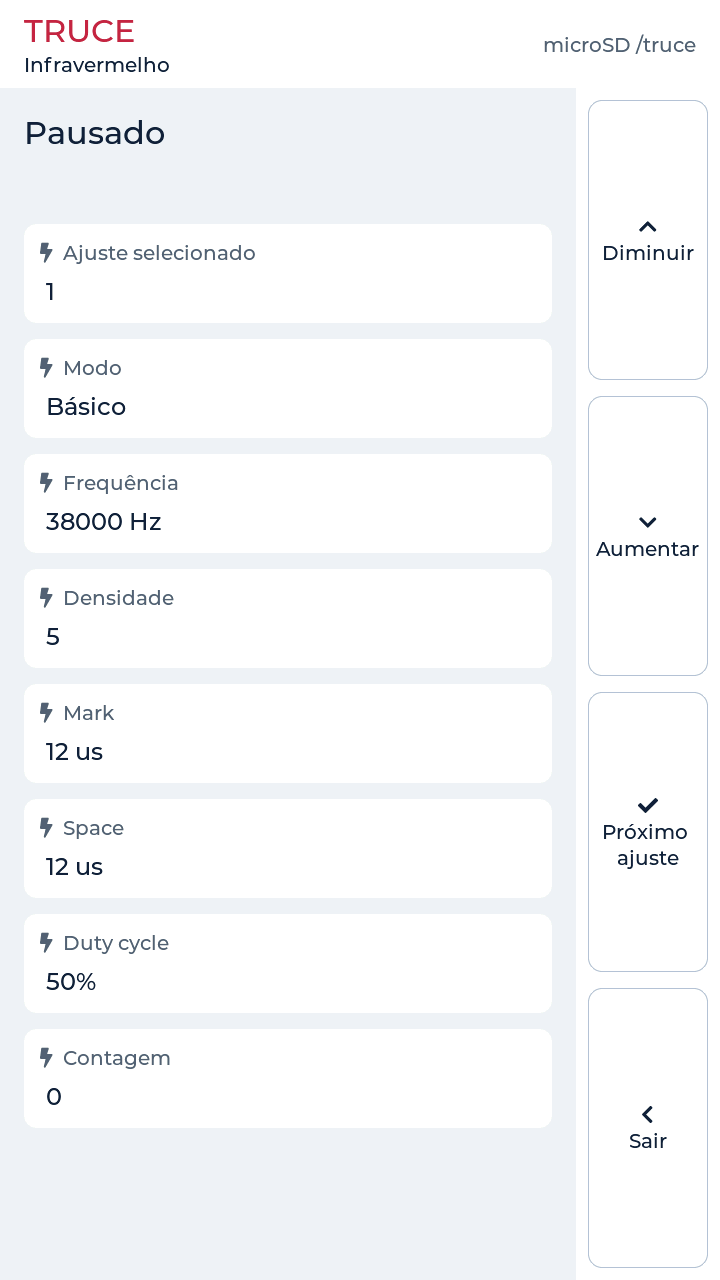 TRUCE
Infravermelho
microSD /truce
Pausado
Ajuste selecionado
1
Modo
Básico
Frequência
38000 Hz
Densidade
5
Mark
12 us
Space
12 us
Duty cycle
50%
Contagem
0
Diminuir
Aumentar
Próximo
ajuste
Sair